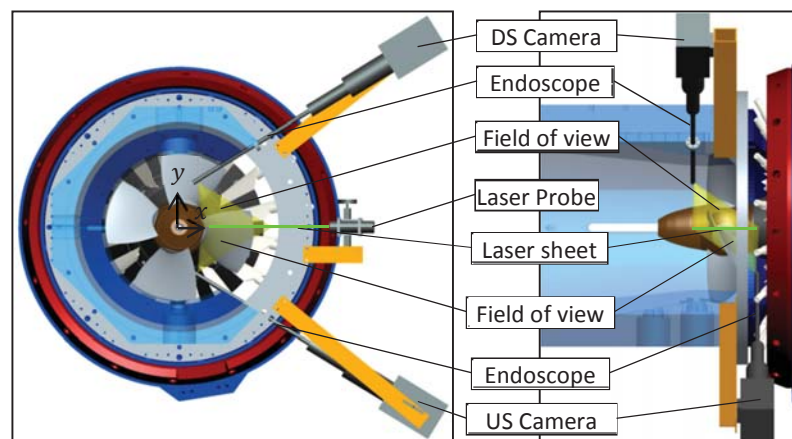 DS Camera
Endoscope
Field of view
Laser Probe
Laser sheet
Field of view
Endoscope
US Camera
y
x